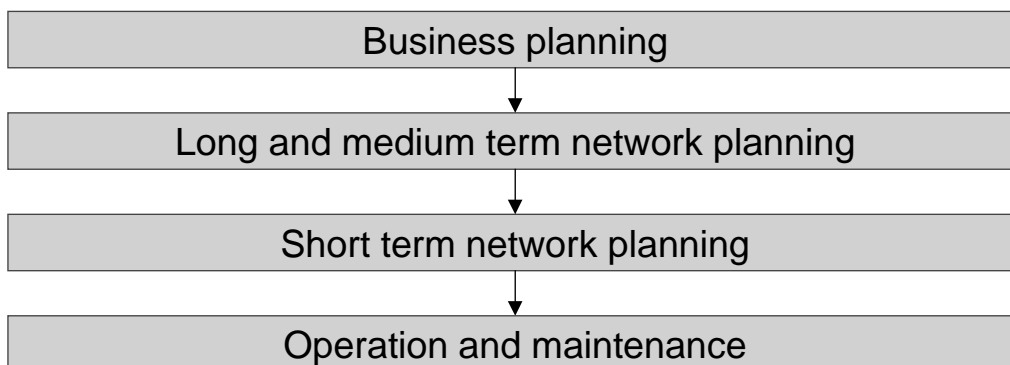 Business planning
Long and medium term network planning
Short term network planning
Operation and maintenance